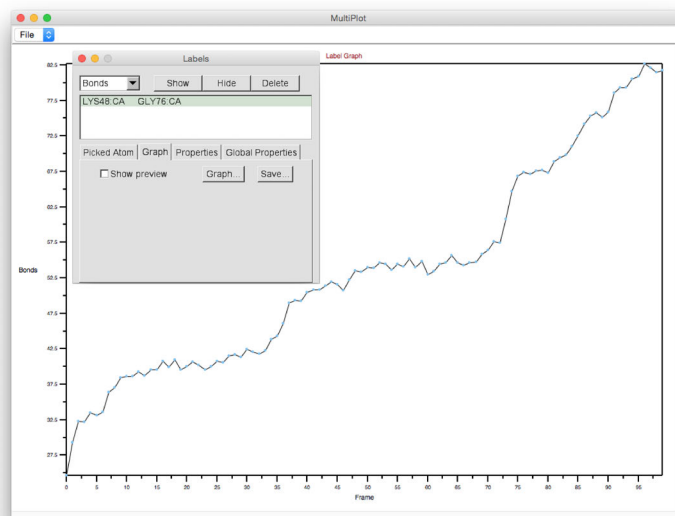 MultiPlot
File
Label Graph
Labels
Bonds Show Hide Delete
LYS48:CA GLY76:CA
Picked Atom Graph Properties Global Properties
Show preview Graph... Save...
82.5
77.5
72.5
67.5
62.5
57.5
52.5
47.5
42.5
37.5
32.5
27.5
Bonds
0 5 10 15 20 25 30 35 40 45 50 55 60 65 70 75 80 85 90 95
Frame